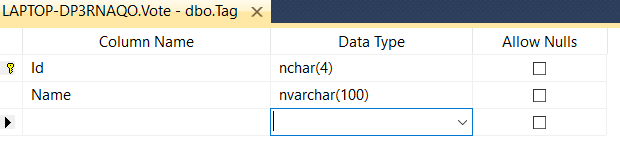 LAPTOP-DP3RNAQO.Vote - dbo.Tag
Column Name Data Type Allow Nulls
Id nchar(4)
Name nvarchar(100)